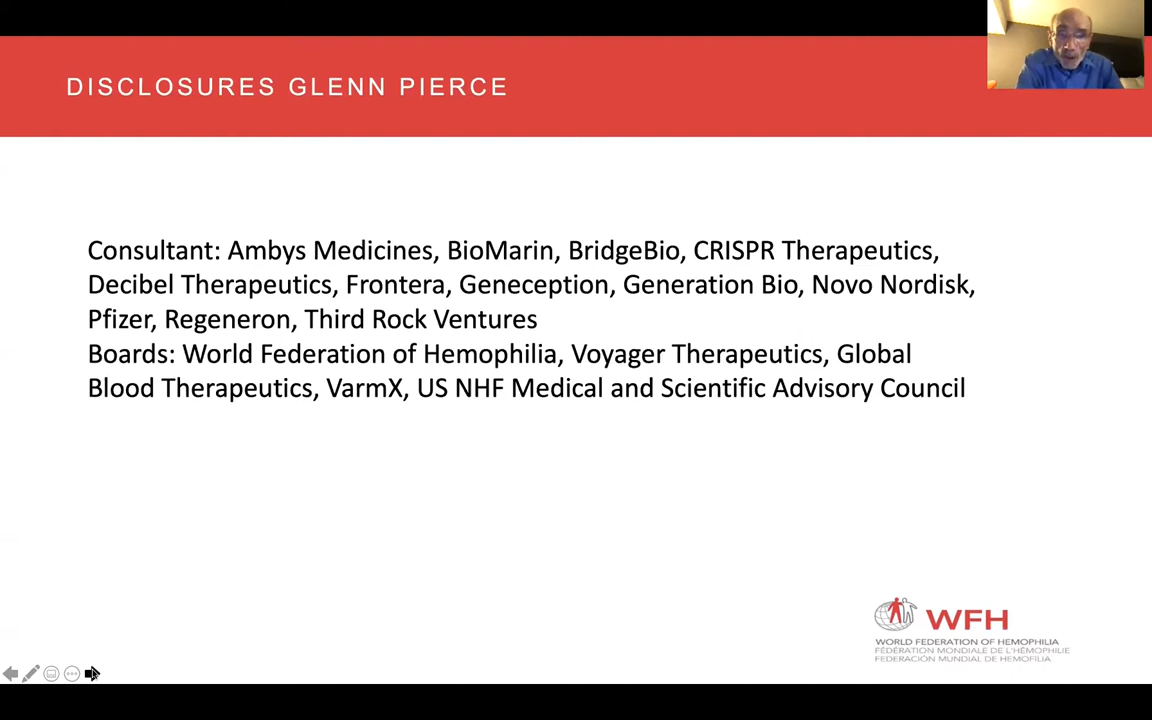 DISCLOSURES GLENN PIERCE
Consultant: Ambys Medicines, BioMarin, BridgeBio, CRISPR Therapeutics,
Decibel Therapeutics, Frontera, Geneception, Generation Bio, Novo Nordisk,
Pfizer, Regeneron, Third Rock Ventures
Boards: World Federation of Hemophilia, Voyager Therapeutics, Global
Blood Therapeutics, VarmX, US NHF Medical and Scientific Advisory Council
WFH
WORLD FEDERATION OF HEMOPHILIA
FÉDÉRATION MONDIALE DE L'HÉMOPHILIE
FEDERACIÓN MUNDIAL DE HEMOFILIA